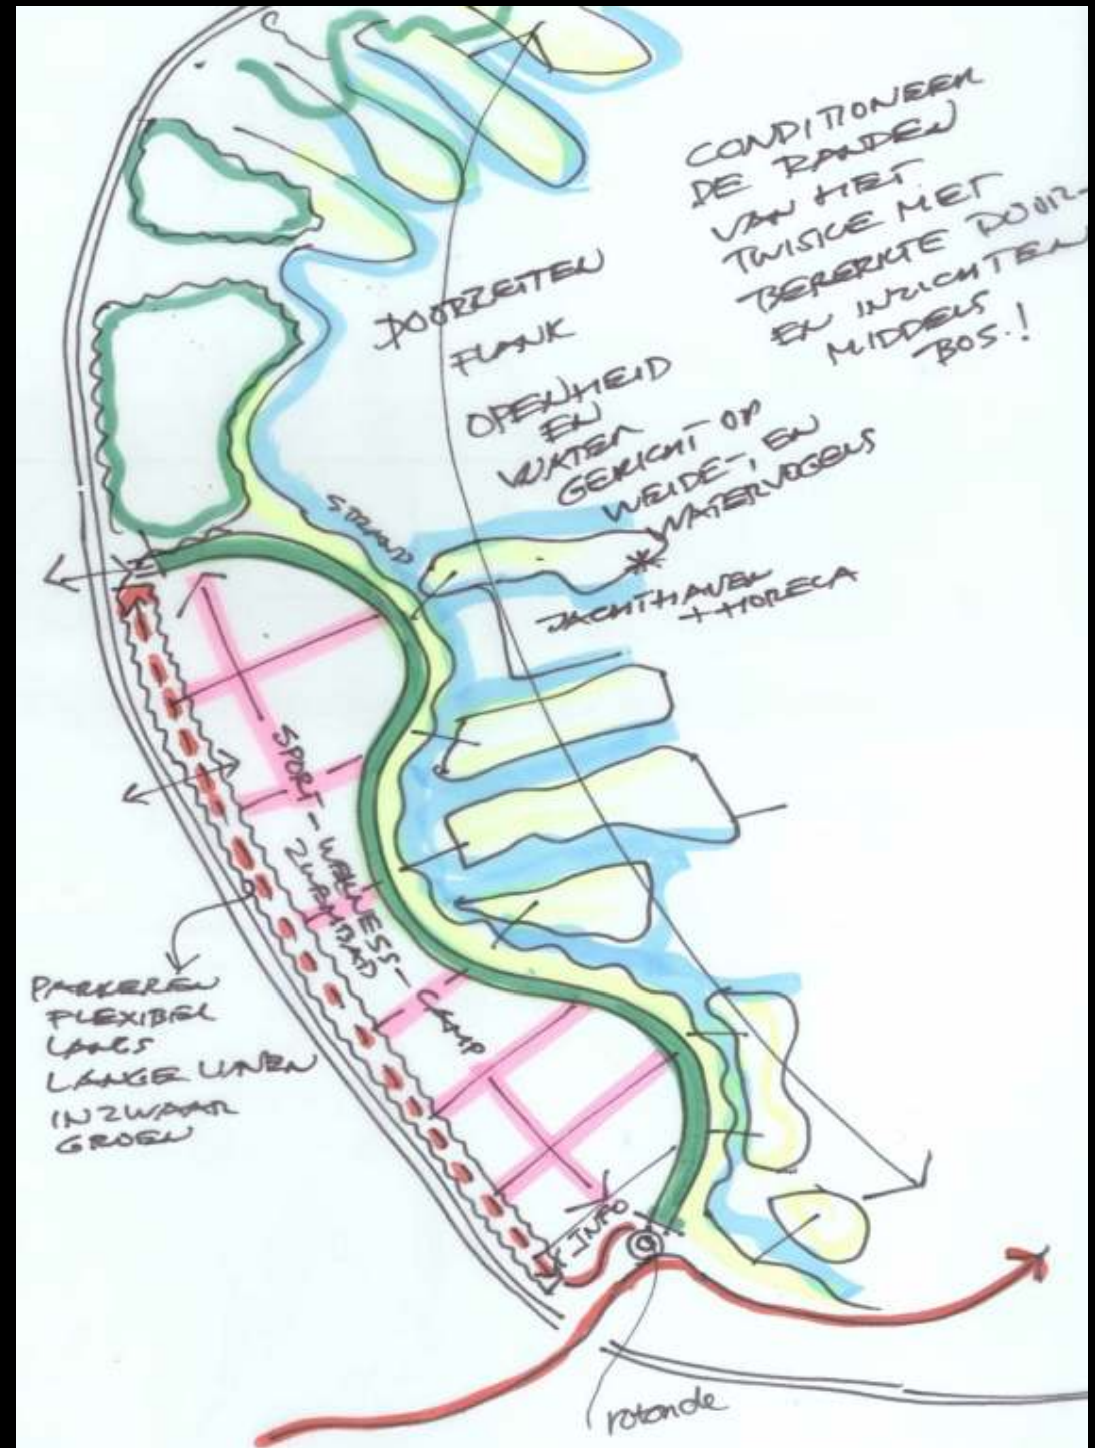 CONDITIONEER
DE RANDEN
VAN HET
TWISKE MET
BEPERKTE DOOR-
EN INZICHTEN
MIDDELS
BOS.!
DOORZETTEN
FLANK
OPENHEID
EN
WATER
GERICHT OP
WEIDE-, EN
WATERVOGELS
STRAND
JACHTHAVEN
+ HORECA
SPORT - WELLNESS - CAMP
ZWEMBAD
PARKEREN
FLEXIBEL
LANGS
LANGE LIJNEN
IN ZWAAR
GROEN
INFO
rotonde